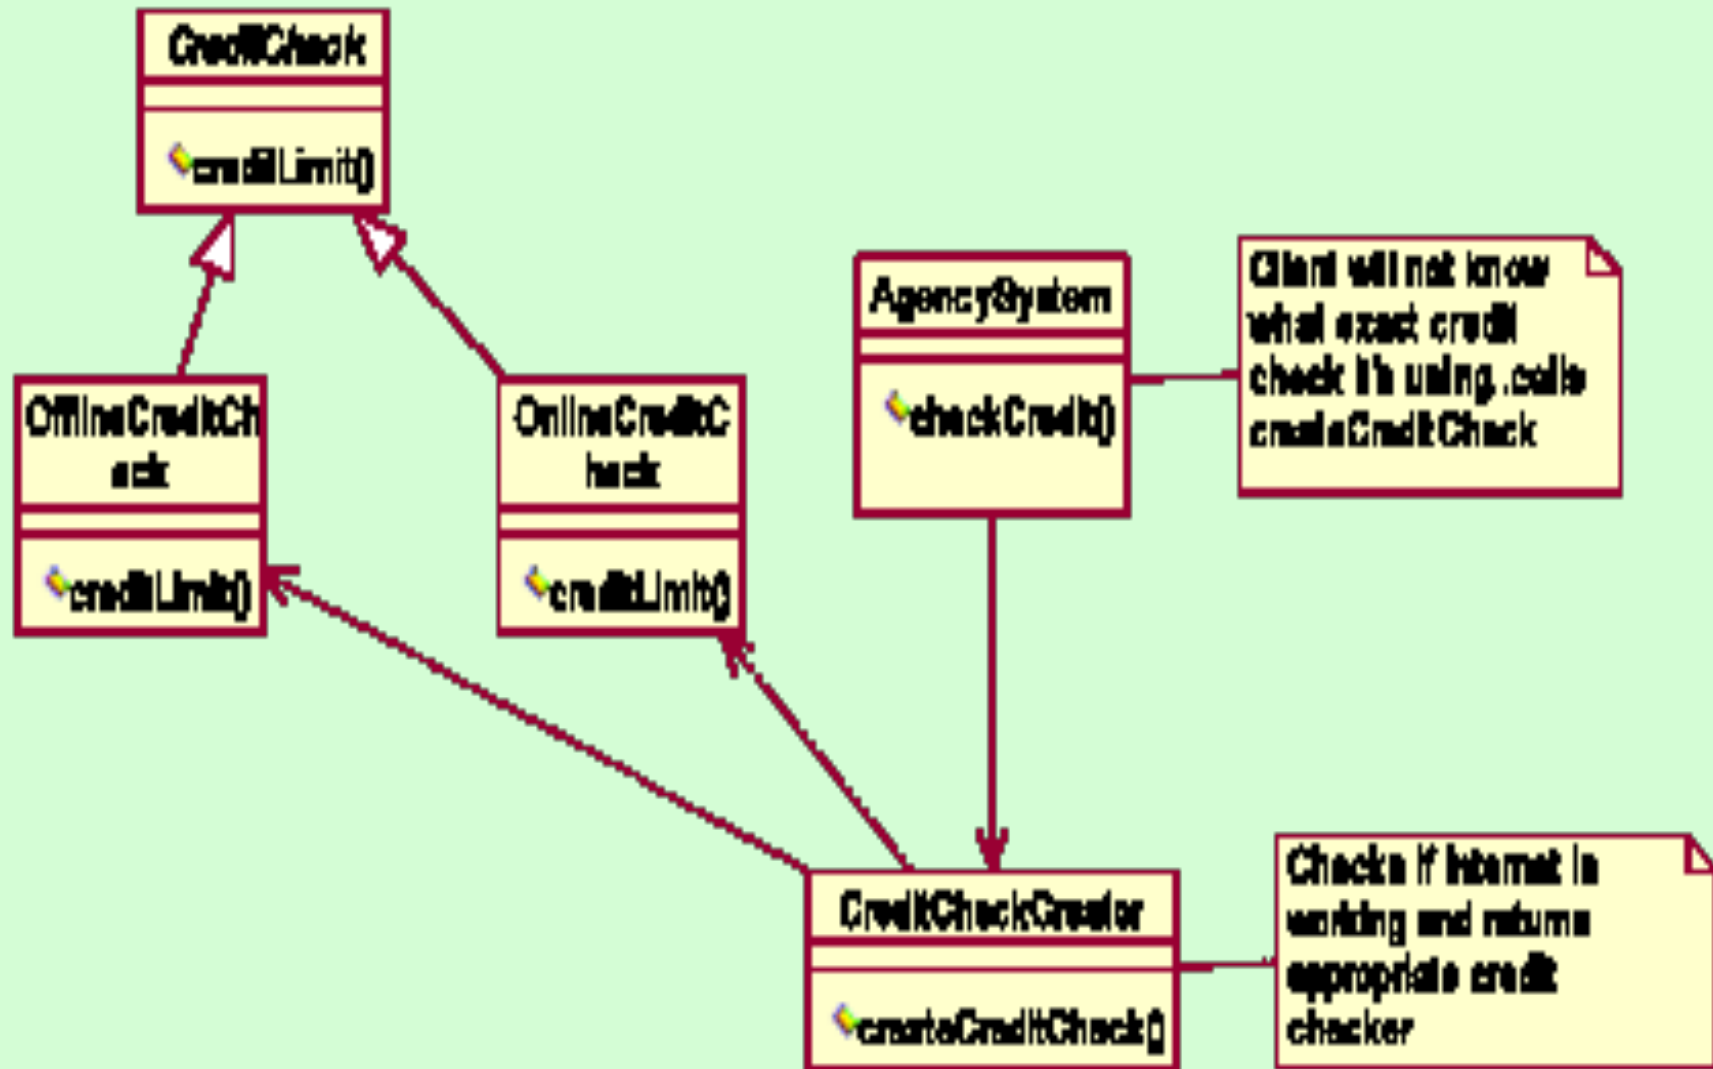 CreditCheck
creditLimit()
OfflineCreditCh
eck
creditLimit()
OnlineCreditC
heck
creditLimit()
AgencySystem
checkCredit()
Client will not know
what exact credit
check it's using,.calls
createCreditCheck
CreditCheckCreator
createCreditCheck()
Checks if internet is
working and returns
appropriate credit
checker